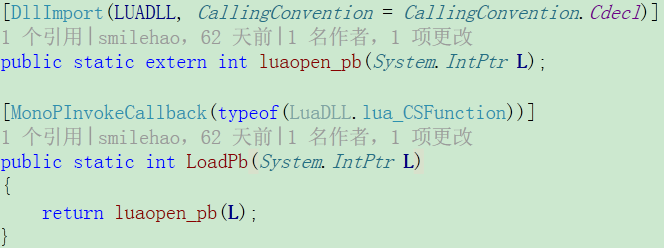 [DllImport(LUADLL, CallingConvention = CallingConvention.Cdecl)]
1 个引用|smilehao，62 天前|1 名作者，1 项更改
public static extern int luaopen_pb(System.IntPtr L);
[MonoPInvokeCallback(typeof(LuaDLL.lua_CSFunction))]
1 个引用|smilehao，62 天前|1 名作者，1 项更改
public static int LoadPb(System.IntPtr L)
{
return luaopen_pb(L);
}